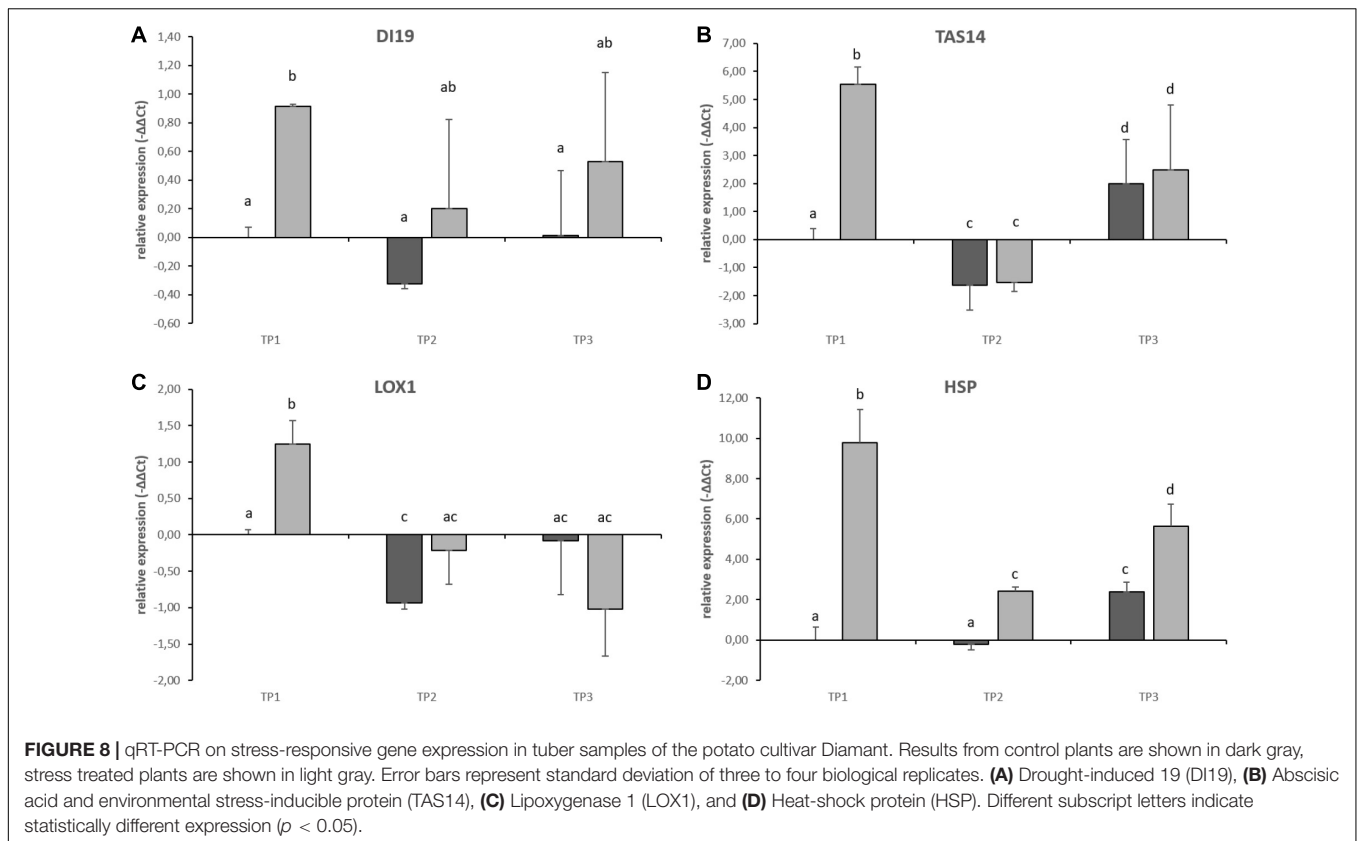 A
DI19
relative expression (-ΔΔCt)
1,40
1,20
1,00
0,80
0,60
0,40
0,20
0,00
-0,20
-0,40
-0,60
a
b
a
ab
a
ab
TP1
TP2
TP3
B
TAS14
relative expression (-ΔΔCt)
7,00
6,00
5,00
4,00
3,00
2,00
1,00
0,00
-1,00
-2,00
-3,00
a
b
c
c
d
d
TP1
TP2
TP3
C
LOX1
relative expression (-ΔΔCt)
2,00
1,50
1,00
0,50
0,00
-0,50
-1,00
-1,50
-2,00
a
b
c
ac
ac
ac
TP1
TP2
TP3
D
HSP
relative expression (-ΔΔCt)
12,00
10,00
8,00
6,00
4,00
2,00
0,00
-2,00
a
b
a
c
c
d
TP1
TP2
TP3
FIGURE 8 | qRT-PCR on stress-responsive gene expression in tuber samples of the potato cultivar Diamant. Results from control plants are shown in dark gray,
stress treated plants are shown in light gray. Error bars represent standard deviation of three to four biological replicates. (A) Drought-induced 19 (DI19), (B) Abscisic
acid and environmental stress-inducible protein (TAS14), (C) Lipoxygenase 1 (LOX1), and (D) Heat-shock protein (HSP). Different subscript letters indicate
statistically different expression (p < 0.05).